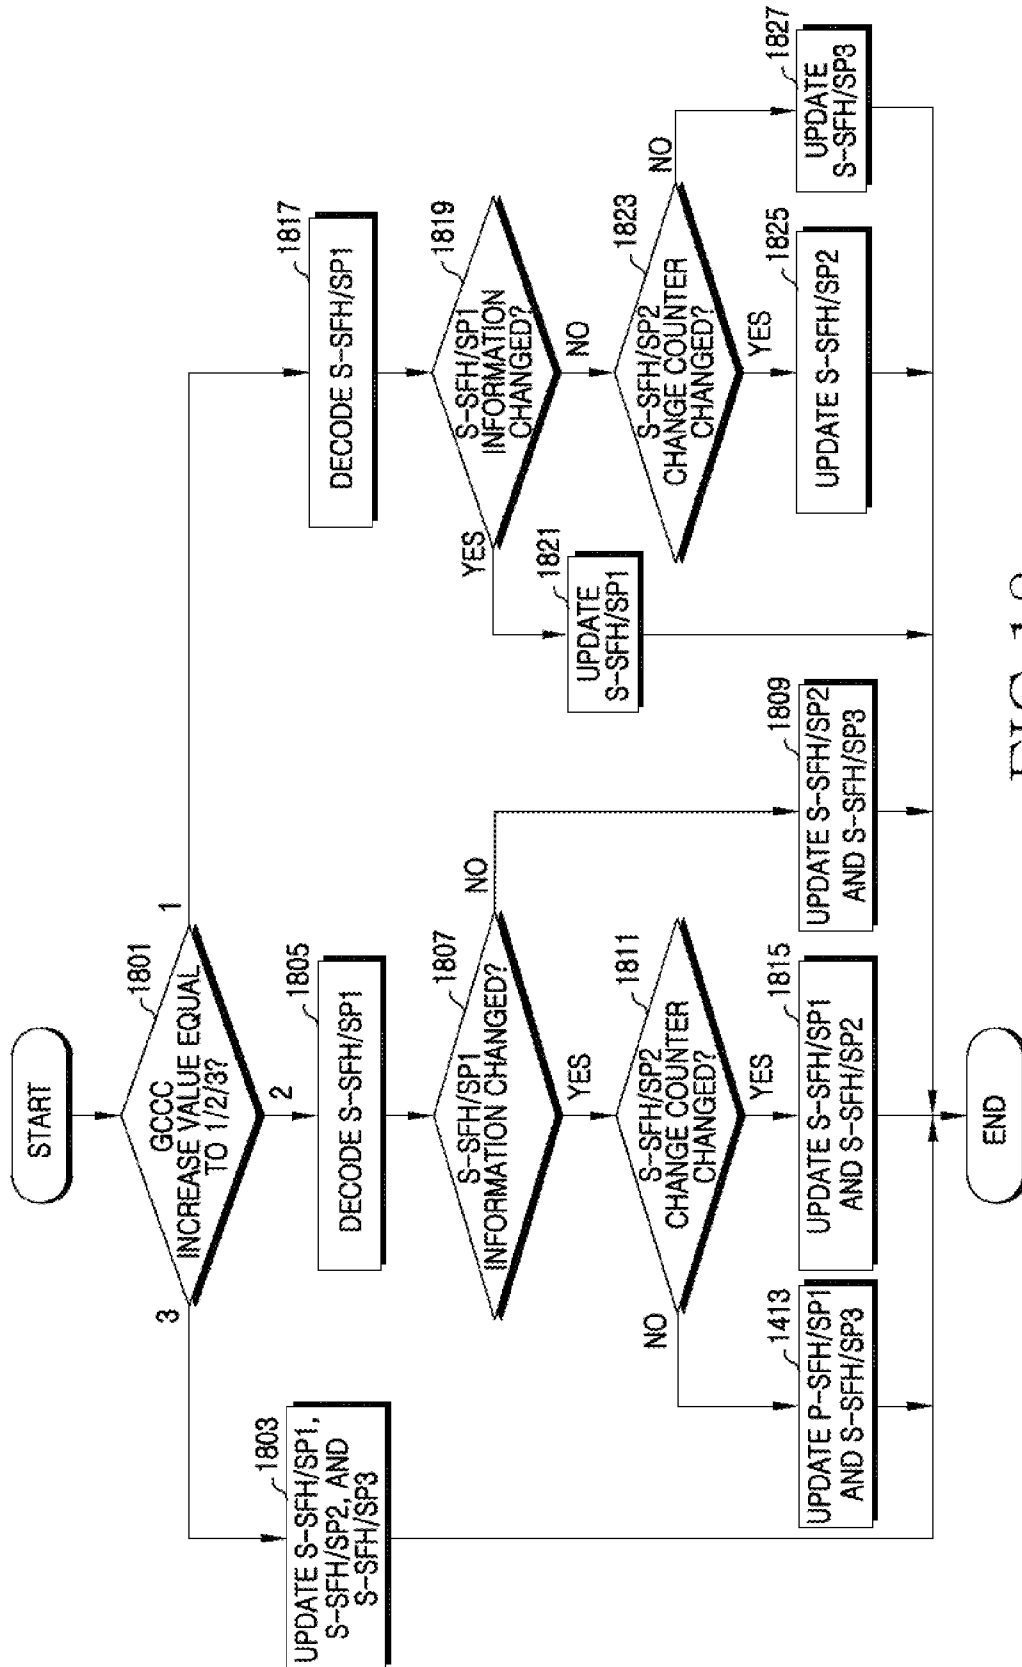 START
1801
GCCC
INCREASE VALUE EQUAL
TO 1/2/3?
3
2
1
1803
UPDATE S-SFH/SP1,
S-SFH/SP2, AND
S-SFH/SP3
1805
DECODE S-SFH/SP1
1817
DECODE S-SFH/SP1
1807
S-SFH/SP1
INFORMATION CHANGED?
NO
YES
1819
S-SFH/SP1
INFORMATION
CHANGED?
YES
NO
1821
UPDATE
S-SFH/SP1
1811
S-SFH/SP2
CHANGE COUNTER
CHANGED?
NO
YES
1823
S-SFH/SP2
CHANGE COUNTER
CHANGED?
NO
YES
1413
UPDATE P-SFH/SP1
AND S-SFH/SP3
1815
UPDATE S-SFH/SP1
AND S-SFH/SP2
1809
UPDATE S-SFH/SP2
AND S-SFH/SP3
1825
UPDATE S-SFH/SP2
1827
UPDATE
S-SFH/SP3
END